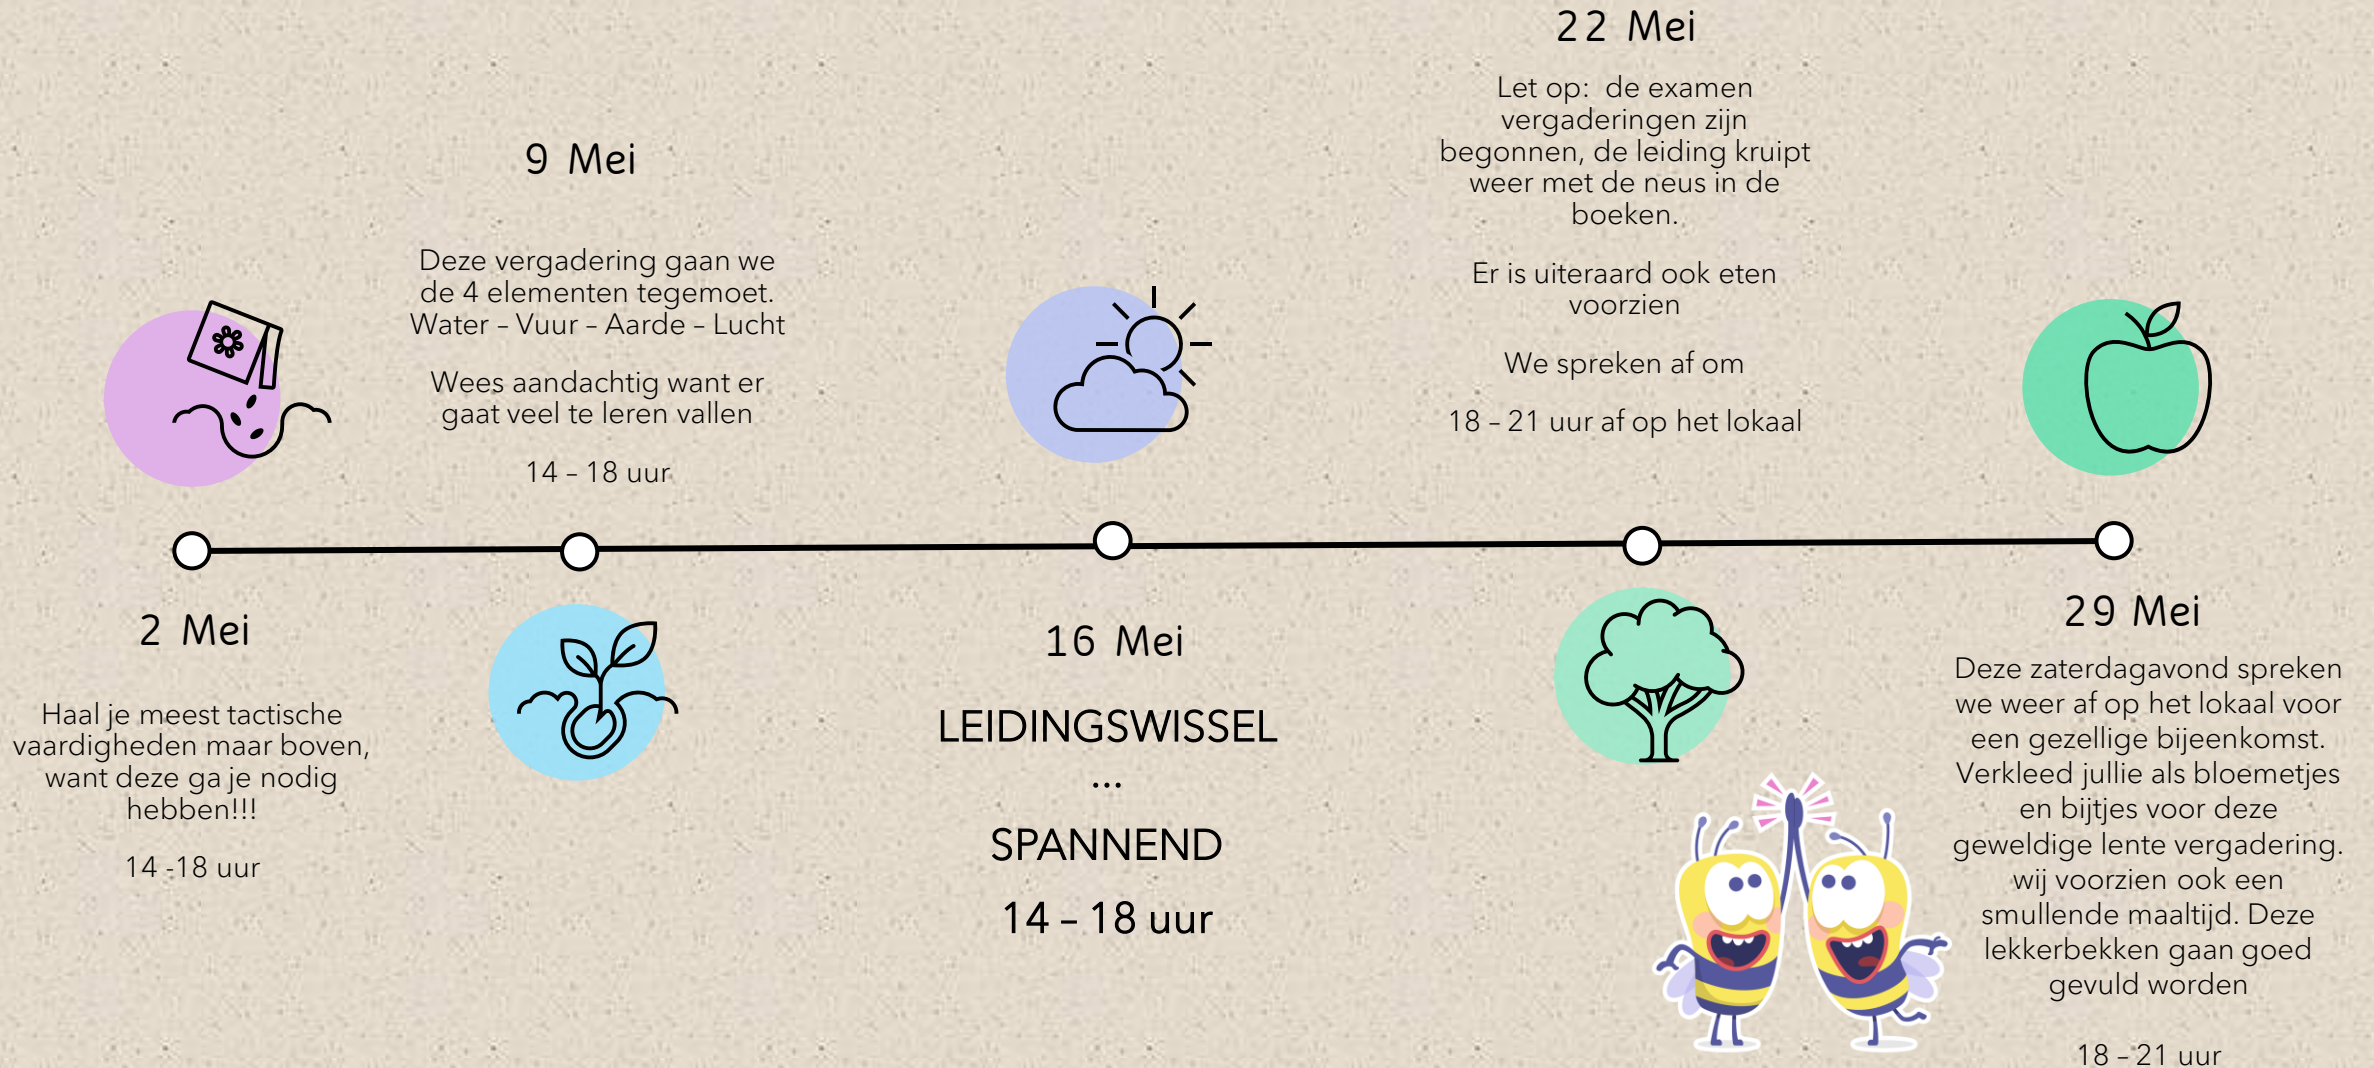 2 Mei
Haal je meest tactische
vaardigheden maar boven,
want deze ga je nodig
hebben!!!
14 -18 uur
9 Mei
Deze vergadering gaan we
de 4 elementen tegemoet.
Water – Vuur – Aarde – Lucht
Wees aandachtig want er
gaat veel te leren vallen
14 – 18 uur
16 Mei
LEIDINGSWISSEL
...
SPANNEND
14 – 18 uur
22 Mei
Let op:  de examen
vergaderingen zijn
begonnen, de leiding kruipt
weer met de neus in de
boeken.
Er is uiteraard ook eten
voorzien
We spreken af om
18 – 21 uur af op het lokaal
29 Mei
Deze zaterdagavond spreken
we weer af op het lokaal voor
een gezellige bijeenkomst.
Verkleed jullie als bloemetjes
en bijtjes voor deze
geweldige lente vergadering.
wij voorzien ook een
smullende maaltijd. Deze
lekkerbekken gaan goed
gevuld worden
18 – 21 uur